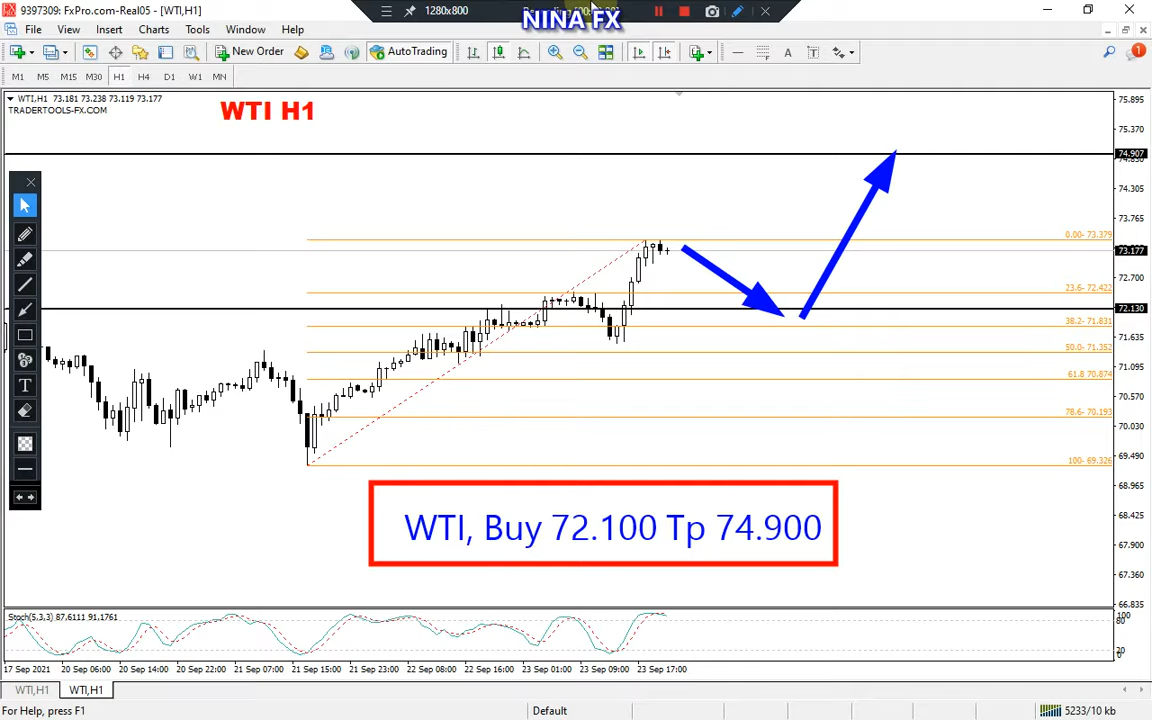 9397309: FxPro.com-Real05 - [WTI,H1]
1280x800
NINA FX
File View Insert Charts Tools Window Help
New Order
AutoTrading
A T
1
M1 M5 M15 M30 H1 H4 D1 W1 MN
WTI,H1 73.181 73.238 73.119 73.177
TRADERTOOLS-FX.COM
WTI H1
75.895
75.370
74.907
74.305
73.765
0.00- 73.379
73.177
72.700
23.6- 72.422
72.130
38.2- 71.831
71.635
50.0- 71.352
71.095
61.8 70.874
70.570
78.6- 70.193
70.030
69.490
100- 69.326
68.965
68.425
67.900
67.360
66.835
WTI, Buy 72.100 Tp 74.900
Stoch(5,3,3) 87.6111 91.1761
100
80
20
0
17 Sep 2021 20 Sep 06:00 20 Sep 14:00 20 Sep 22:00 21 Sep 07:00 21 Sep 15:00 21 Sep 23:00 22 Sep 08:00 22 Sep 16:00 23 Sep 01:00 23 Sep 09:00 23 Sep 17:00
WTI,H1 WTI,H1
For Help, press F1
Default
5233/10 kb